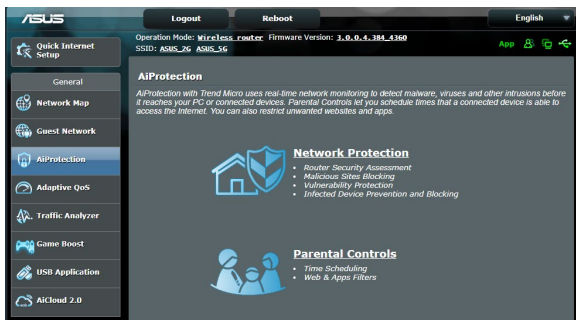 ASUS
Logout
Reboot
English
Quick Internet
Setup
Operation Mode: Wireless router Firmware Version: 3.0.0.4.384_4360
SSID: ASUS_2G ASUS_5G
App
General
Network Map
Guest Network
AiProtection
Adaptive QoS
Traffic Analyzer
Game Boost
USB Application
AiCloud 2.0
AiProtection
AiProtection with Trend Micro uses real-time network monitoring to detect malware, viruses and other intrusions before
it reaches your PC or connected devices. Parental Controls let you schedule times that a connected device is able to
access the Internet. You can also restrict unwanted websites and apps.
Network Protection
• Router Security Assessment
• Malicious Sites Blocking
• Vulnerability Protection
• Infected Device Prevention and Blocking
Parental Controls
• Time Scheduling
• Web & Apps Filters